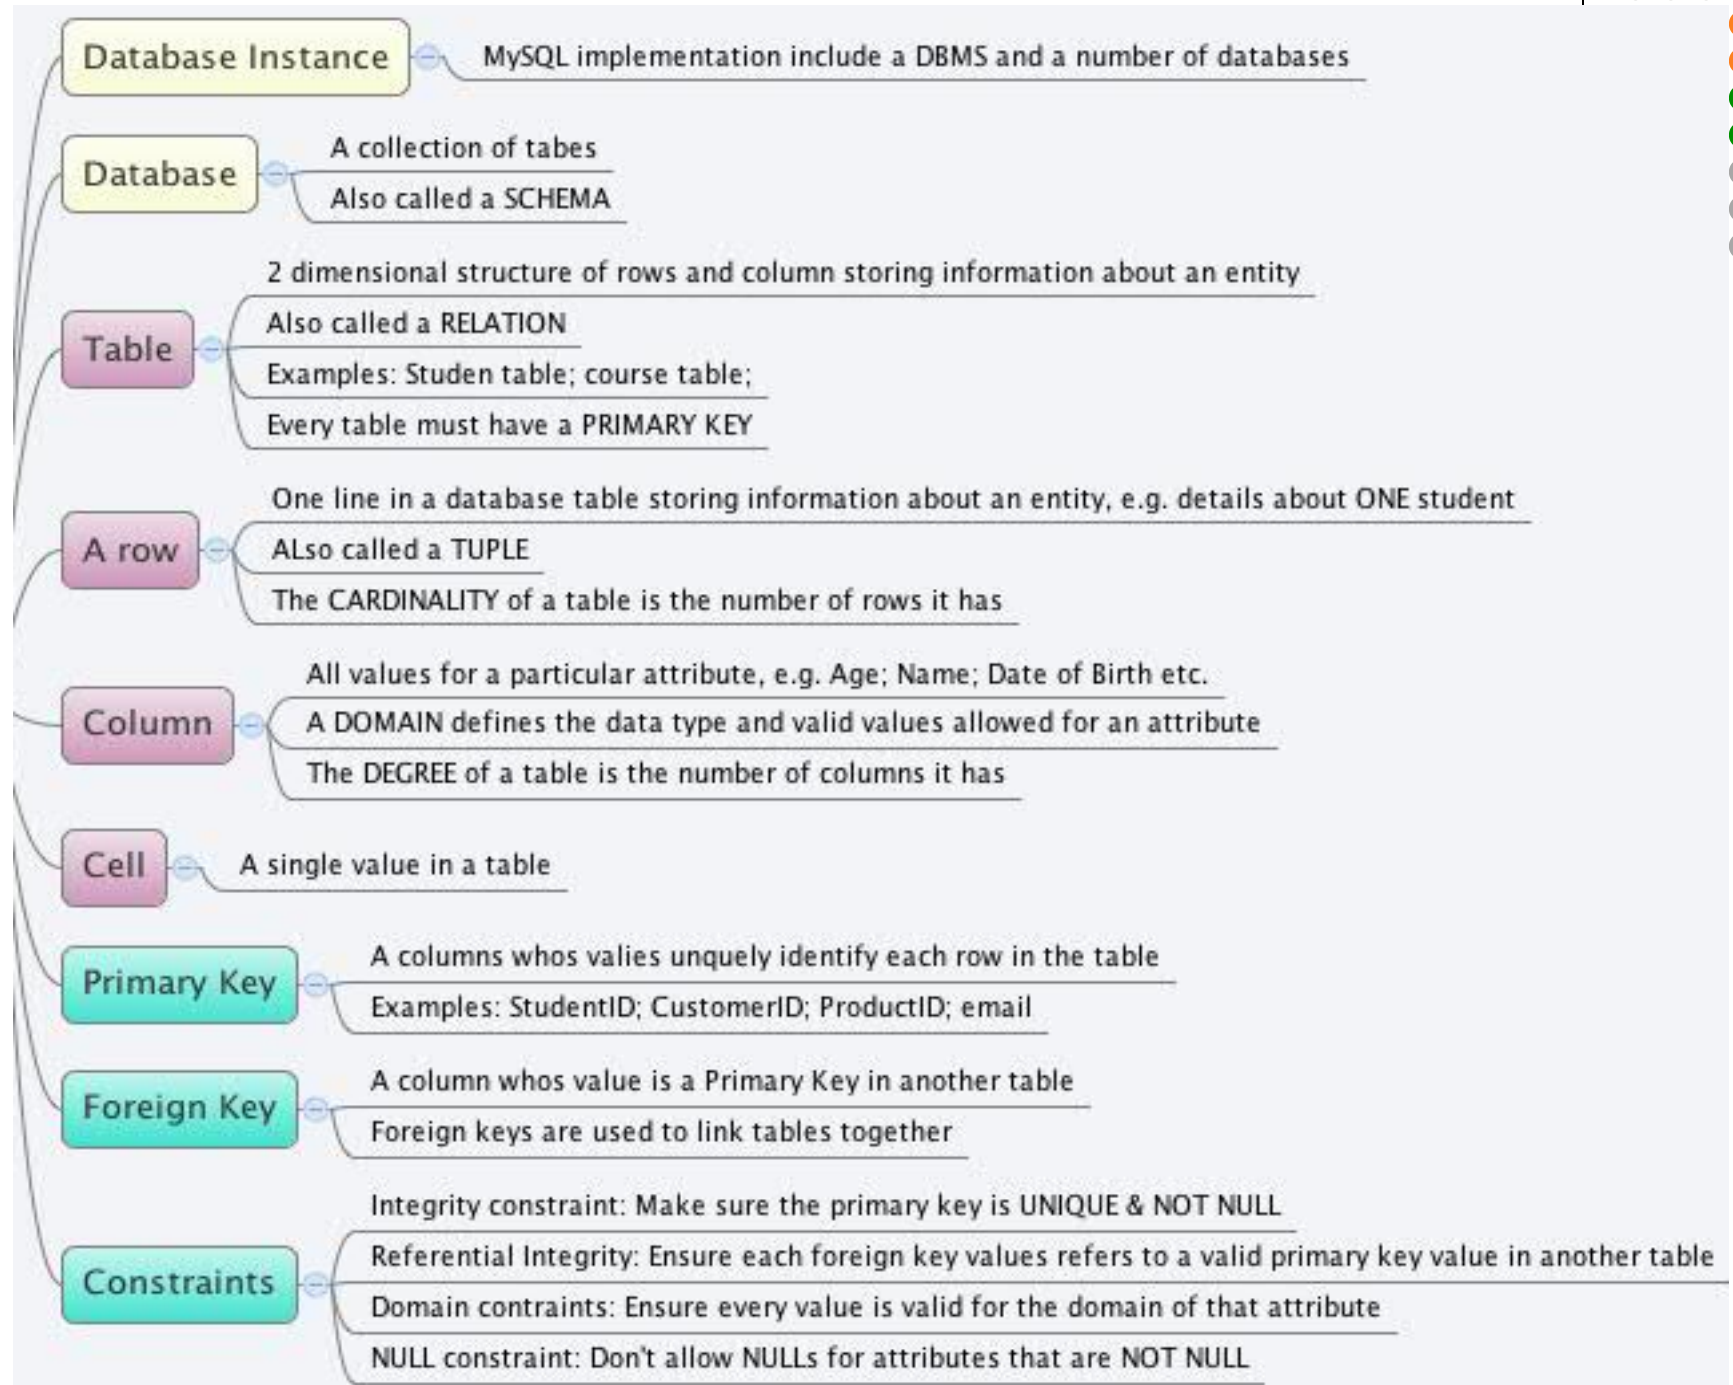 Database Instance
MySQL implementation include a DBMS and a number of databases
Database
A collection of tabes
Also called a SCHEMA
Table
2 dimensional structure of rows and column storing information about an entity
Also called a RELATION
Examples: Studen table; course table;
Every table must have a PRIMARY KEY
A row
One line in a database table storing information about an entity, e.g. details about ONE student
ALso called a TUPLE
The CARDINALITY of a table is the number of rows it has
Column
All values for a particular attribute, e.g. Age; Name; Date of Birth etc.
A DOMAIN defines the data type and valid values allowed for an attribute
The DEGREE of a table is the number of columns it has
Cell
A single value in a table
Primary Key
A columns whos valies unquely identify each row in the table
Examples: StudentID; CustomerID; ProductID; email
Foreign Key
A column whos value is a Primary Key in another table
Foreign keys are used to link tables together
Constraints
Integrity constraint: Make sure the primary key is UNIQUE & NOT NULL
Referential Integrity: Ensure each foreign key values refers to a valid primary key value in another table
Domain contraints: Ensure every value is valid for the domain of that attribute
NULL constraint: Don't allow NULLs for attributes that are NOT NULL